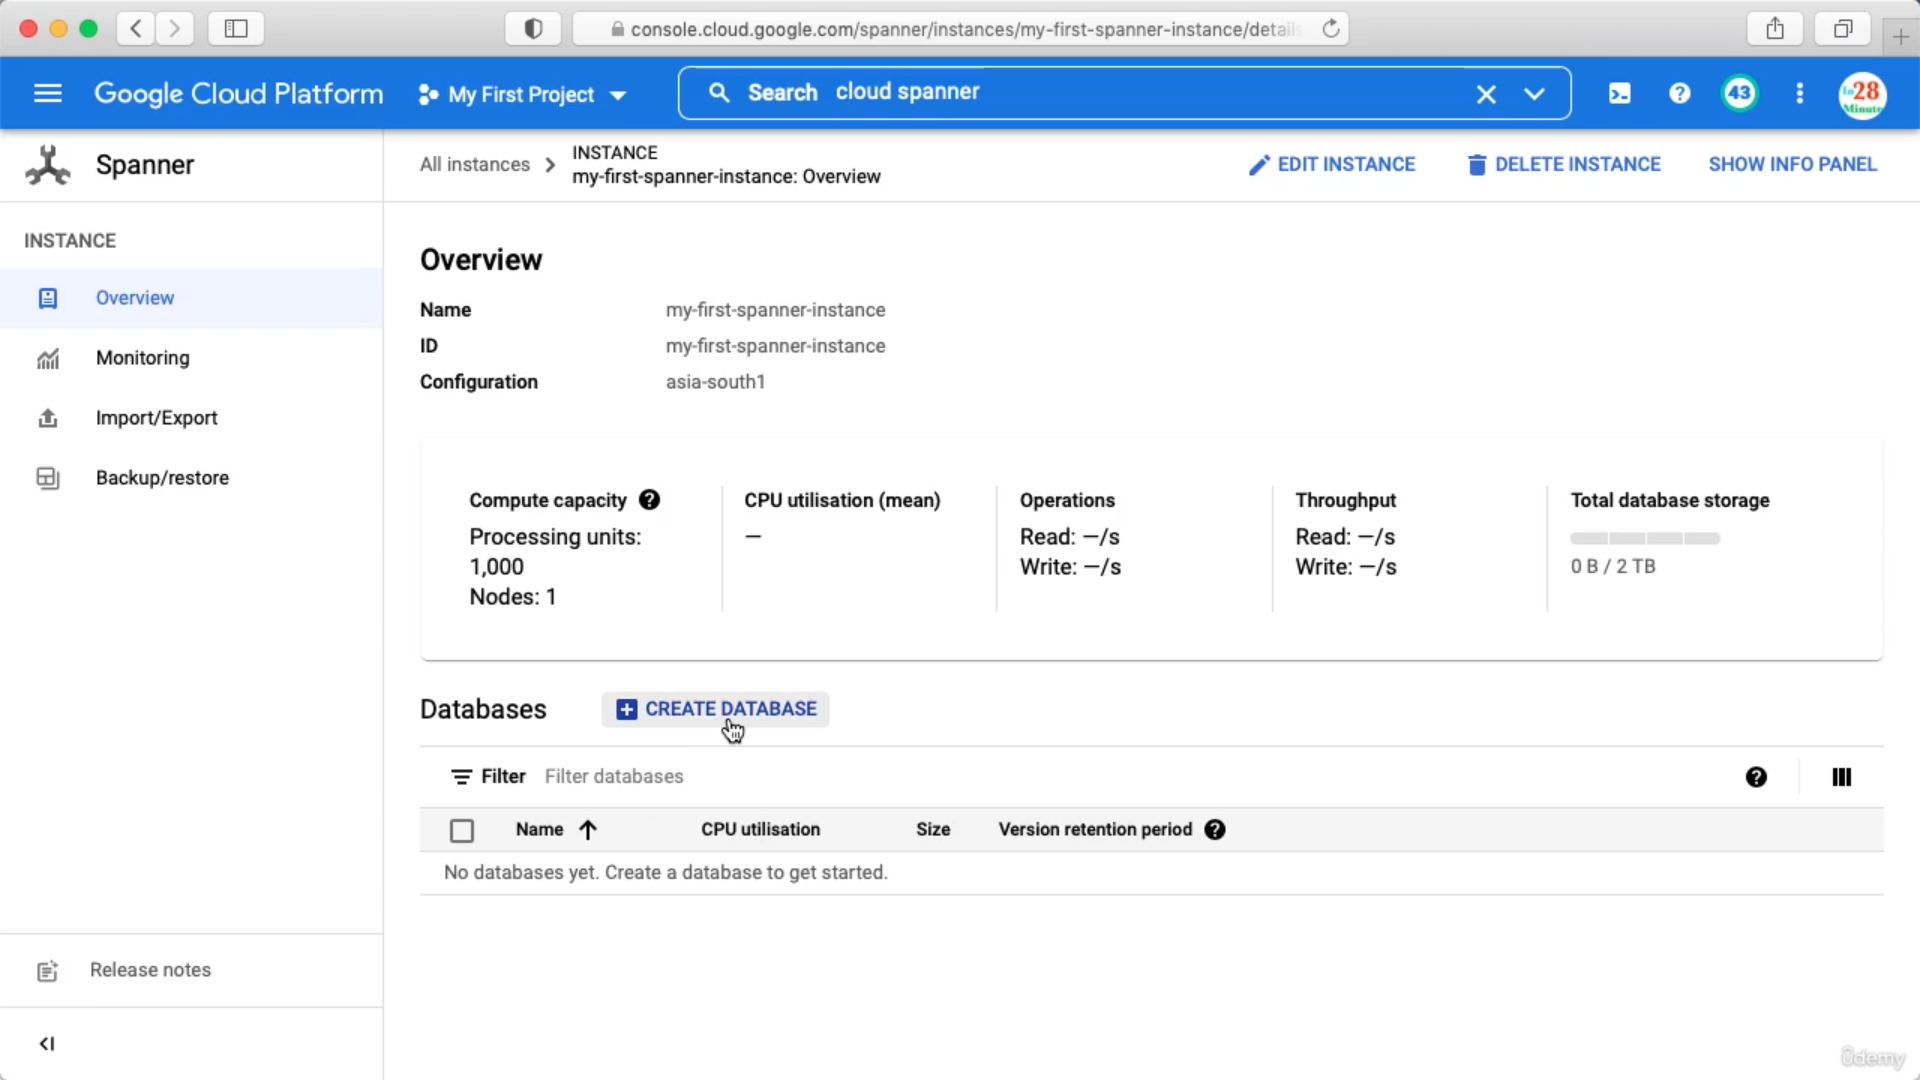 console.cloud.google.com/spanner/instances/my-first-spanner-instance/details
Google Cloud Platform
My First Project
Search cloud spanner
43
in28
Minutes
Spanner
All instances
INSTANCE
my-first-spanner-instance: Overview
EDIT INSTANCE
DELETE INSTANCE
SHOW INFO PANEL
INSTANCE
Overview
Monitoring
Import/Export
Backup/restore
Release notes
Overview
Name my-first-spanner-instance
ID my-first-spanner-instance
Configuration asia-south1
Compute capacity
Processing units:
1,000
Nodes: 1
CPU utilisation (mean)
—
Operations
Read: —/s
Write: —/s
Throughput
Read: —/s
Write: —/s
Total database storage
0 B / 2 TB
Databases
CREATE DATABASE
Filter Filter databases
Name CPU utilisation Size Version retention period
No databases yet. Create a database to get started.
ûdemy